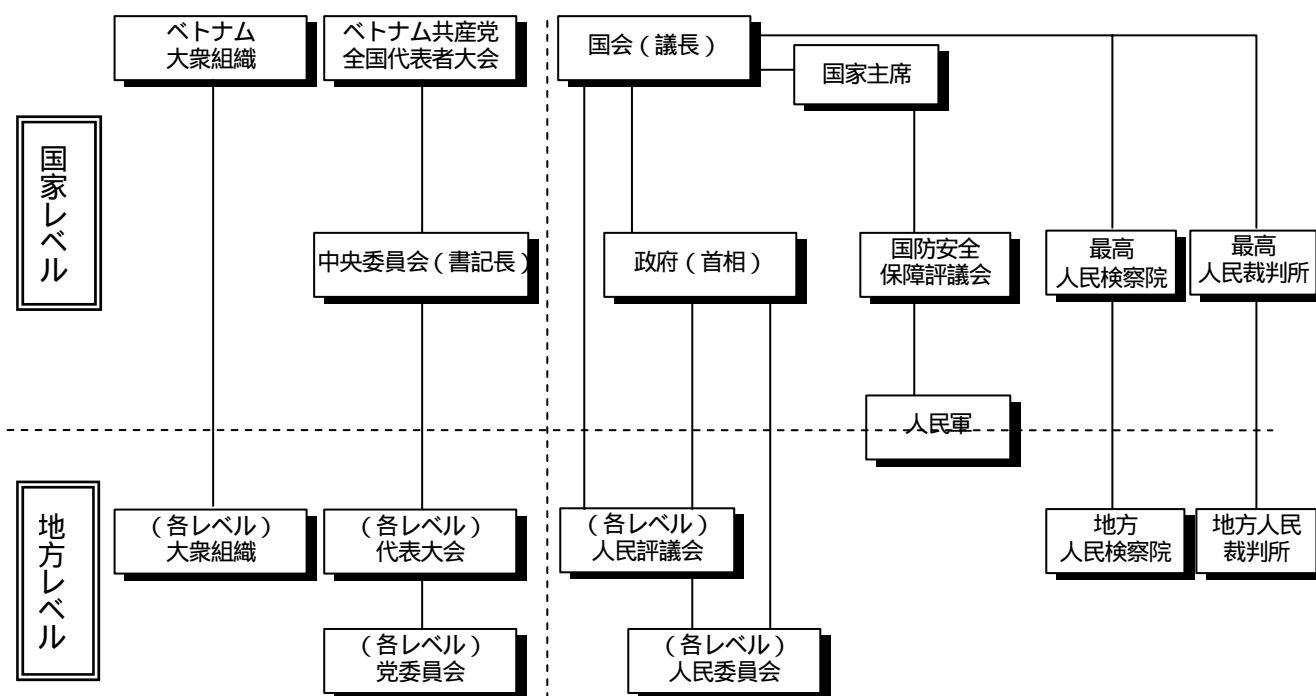 ベトナム
大衆組織
ベトナム共産党
全国代表者大会
国会(議長)
国家主席
国家レベル
中央委員会(書記長)
政府(首相)
国防安全
保障評議会
最高
人民検察院
最高
人民裁判所
人民軍
地方レベル
(各レベル)
大衆組織
(各レベル)
代表大会
(各レベル)
人民評議会
地方
人民検察院
地方人民
裁判所
(各レベル)
党委員会
(各レベル)
人民委員会